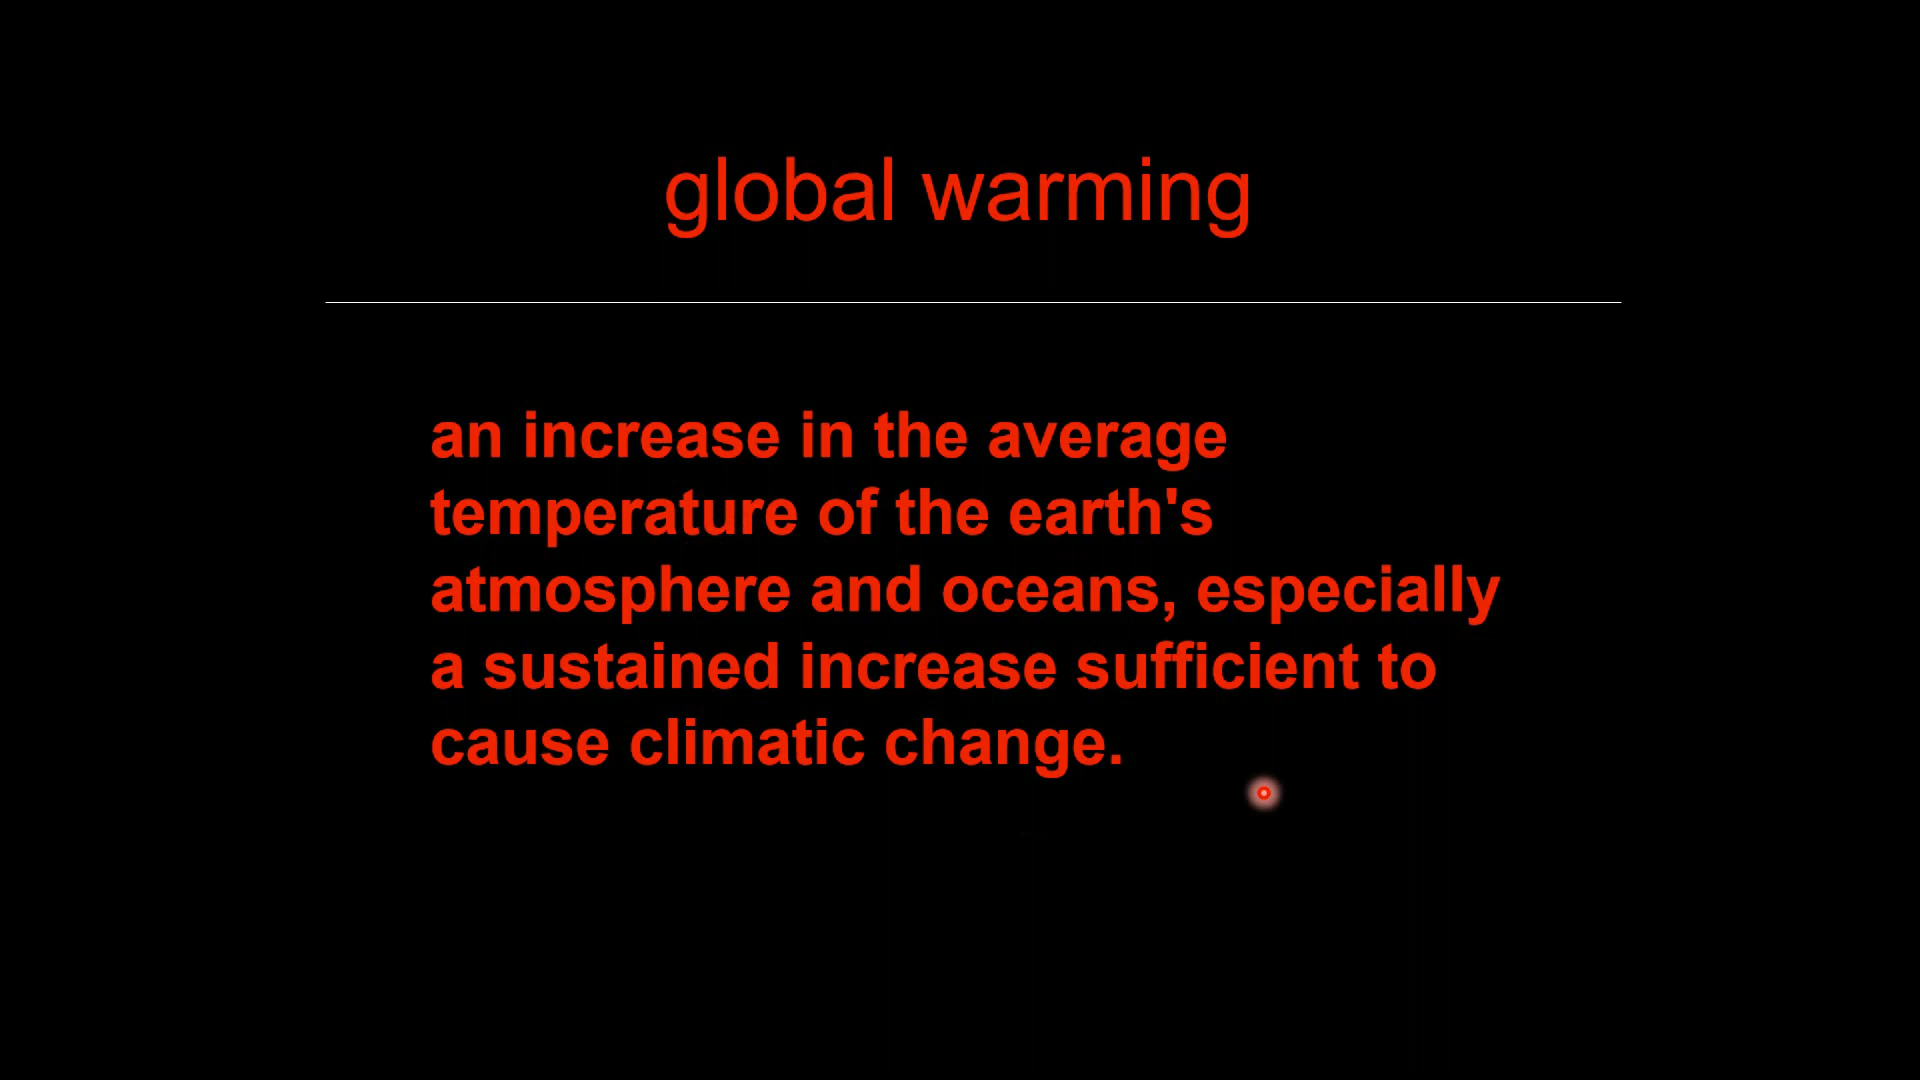 global warming
an increase in the average
temperature of the earth's
atmosphere and oceans, especially
a sustained increase sufficient to
cause climatic change.